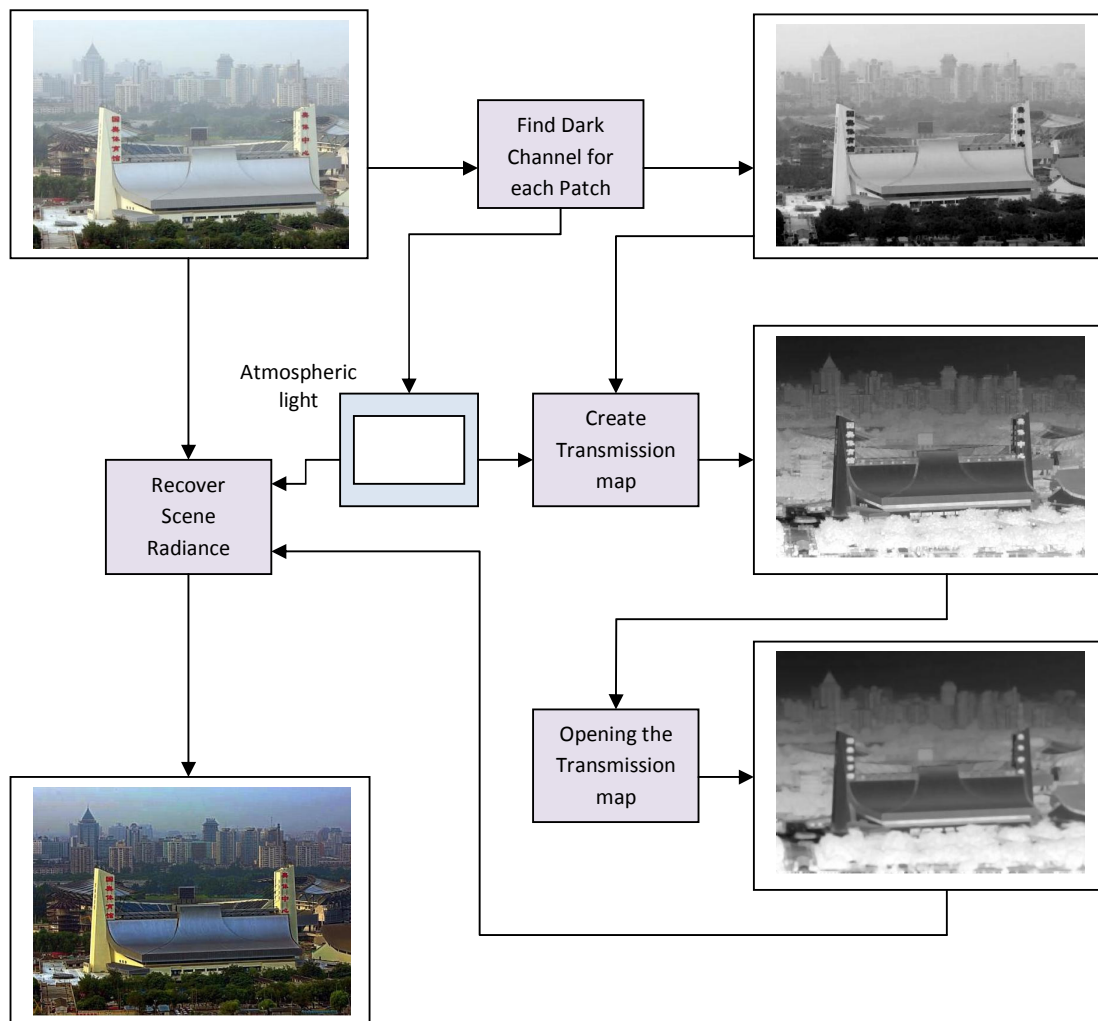 Find Dark
Channel for
each Patch
Atmospheric
light
Create
Transmission
map
Recover
Scene
Radiance
Opening the
Transmission
map